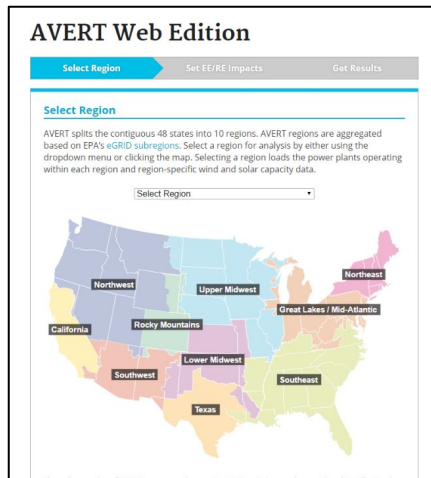 AVERT Web Edition
Select Region
Set EE/RE Impacts
Get Results
Select Region
AVERT splits the contiguous 48 states into 10 regions. AVERT regions are aggregated
based on EPA's eGRID subregions. Select a region for analysis by either using the
dropdown menu or clicking the map. Selecting a region loads the power plants operating
within each region and region-specific wind and solar capacity data.
Select Region
Northeast
Northwest
Upper Midwest
Great Lakes / Mid-Atlantic
California
Rocky Mountains
Lower Midwest
Southwest
Southeast
Texas